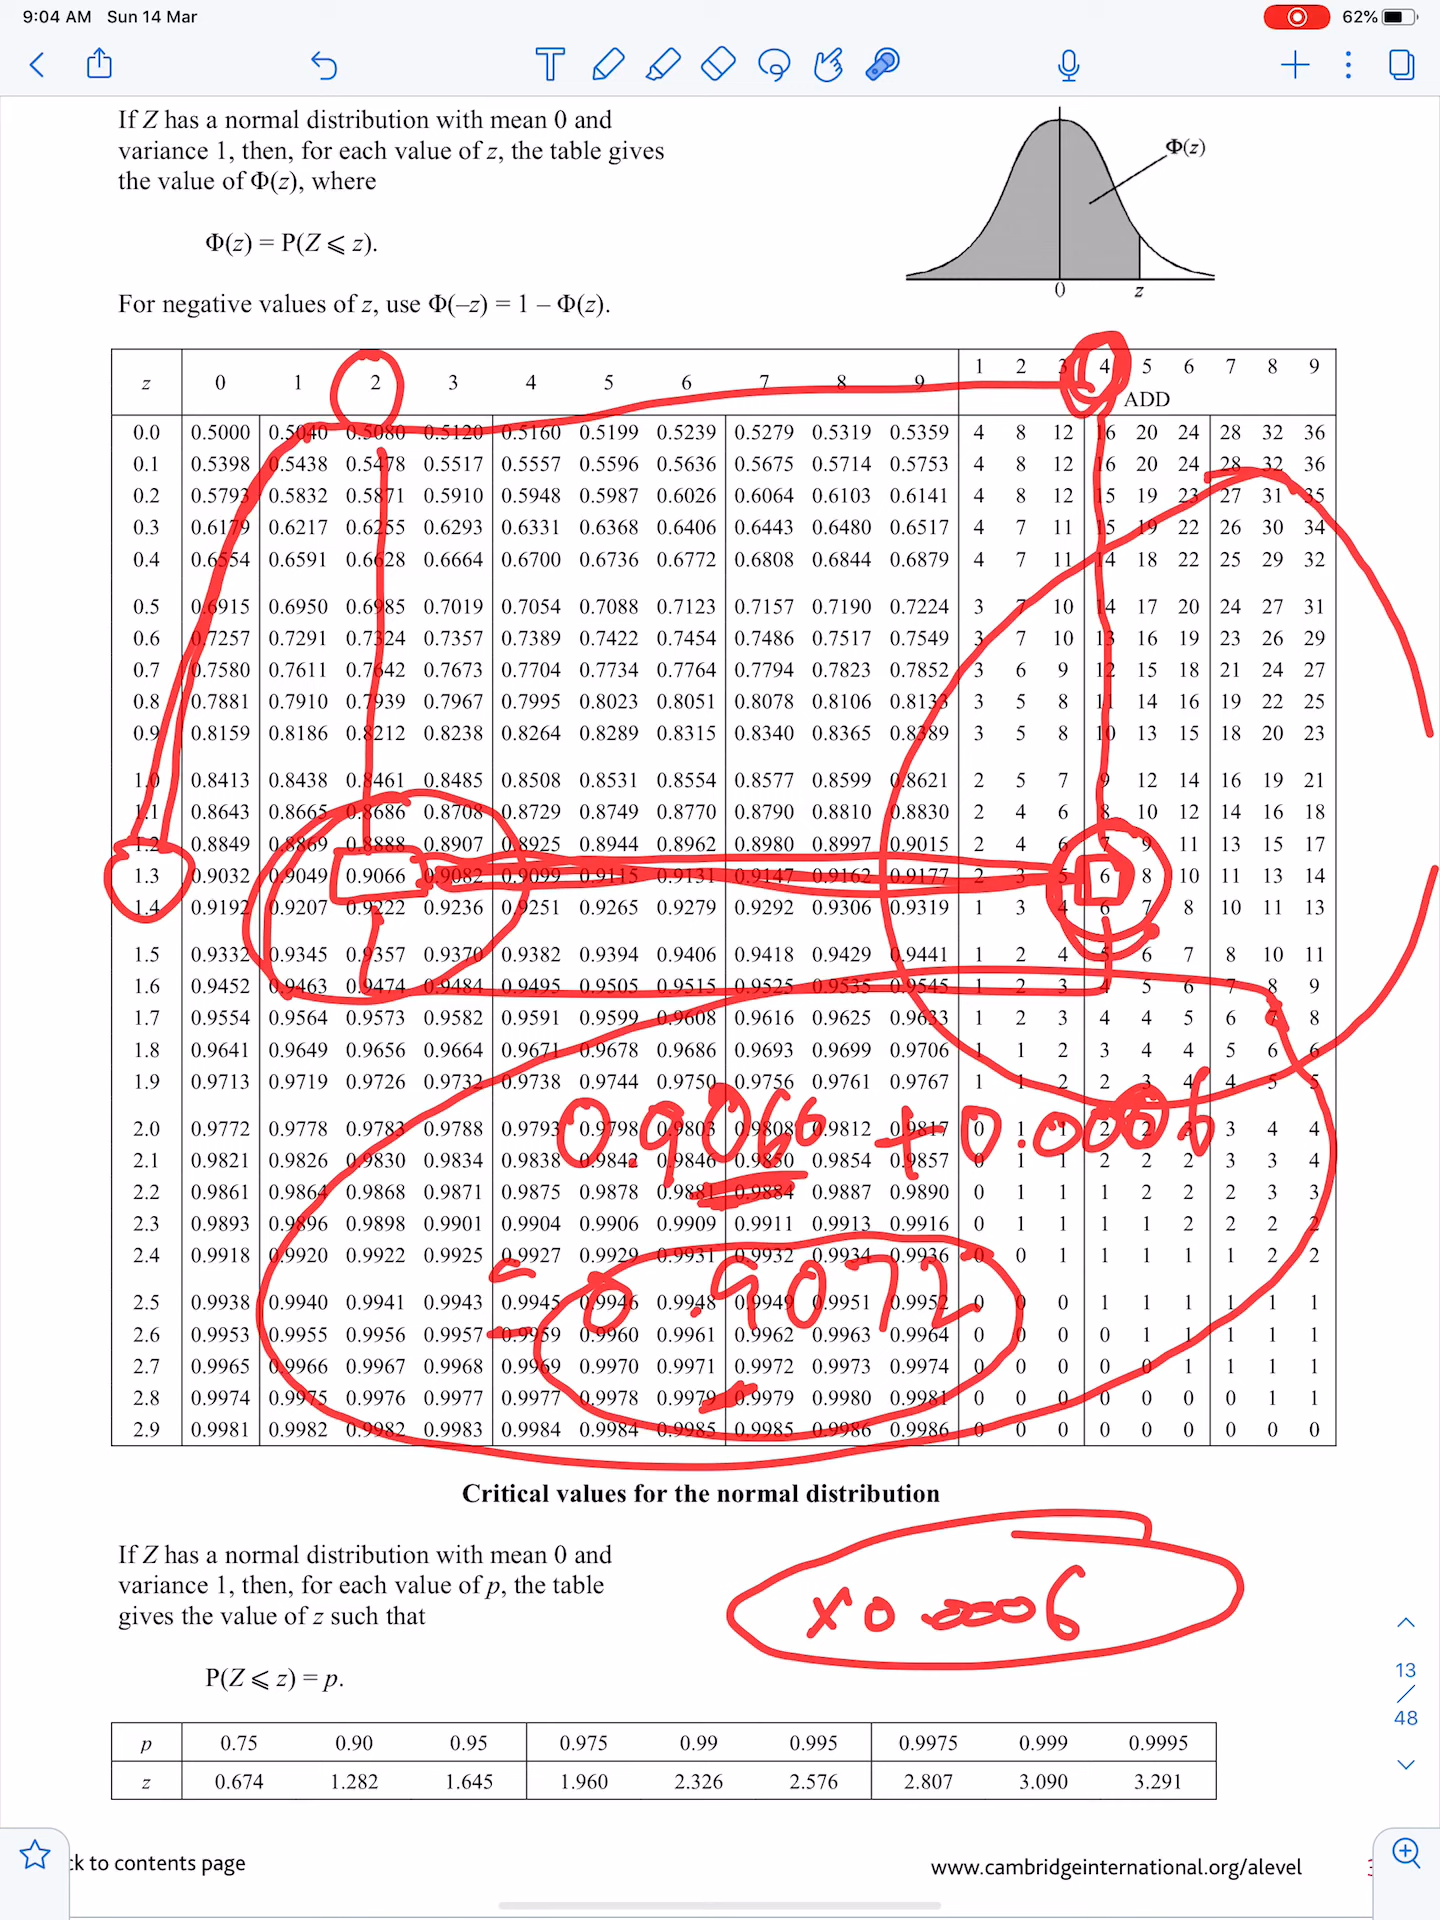 9:04 AM Sun 14 Mar 62%
If Z has a normal distribution with mean 0 and
variance 1, then, for each value of z, the table gives
the value of Φ(z), where
Φ(z)
Φ(z) = P(Z ⩽ z).
0 z
For negative values of z, use Φ(–z) = 1 – Φ(z).
z 0 1 2 3 4 5 6 7 8 9 1 2 3 4 5 6 7 8 9
ADD
0.0 0.5000 0.5040 0.5080 0.5120 0.5160 0.5199 0.5239 0.5279 0.5319 0.5359 4 8 12 16 20 24 28 32 36
0.1 0.5398 0.5438 0.5478 0.5517 0.5557 0.5596 0.5636 0.5675 0.5714 0.5753 4 8 12 16 20 24 28 32 36
0.2 0.5793 0.5832 0.5871 0.5910 0.5948 0.5987 0.6026 0.6064 0.6103 0.6141 4 8 12 15 19 23 27 31 35
0.3 0.6179 0.6217 0.6255 0.6293 0.6331 0.6368 0.6406 0.6443 0.6480 0.6517 4 7 11 15 19 22 26 30 34
0.4 0.6554 0.6591 0.6628 0.6664 0.6700 0.6736 0.6772 0.6808 0.6844 0.6879 4 7 11 14 18 22 25 29 32
0.5 0.6915 0.6950 0.6985 0.7019 0.7054 0.7088 0.7123 0.7157 0.7190 0.7224 3 7 10 14 17 20 24 27 31
0.6 0.7257 0.7291 0.7324 0.7357 0.7389 0.7422 0.7454 0.7486 0.7517 0.7549 3 7 10 13 16 19 23 26 29
0.7 0.7580 0.7611 0.7642 0.7673 0.7704 0.7734 0.7764 0.7794 0.7823 0.7852 3 6 9 12 15 18 21 24 27
0.8 0.7881 0.7910 0.7939 0.7967 0.7995 0.8023 0.8051 0.8078 0.8106 0.8133 3 5 8 11 14 16 19 22 25
0.9 0.8159 0.8186 0.8212 0.8238 0.8264 0.8289 0.8315 0.8340 0.8365 0.8389 3 5 8 10 13 15 18 20 23
1.0 0.8413 0.8438 0.8461 0.8485 0.8508 0.8531 0.8554 0.8577 0.8599 0.8621 2 5 7 9 12 14 16 19 21
1.1 0.8643 0.8665 0.8686 0.8708 0.8729 0.8749 0.8770 0.8790 0.8810 0.8830 2 4 6 8 10 12 14 16 18
1.2 0.8849 0.8869 0.8888 0.8907 0.8925 0.8944 0.8962 0.8980 0.8997 0.9015 2 4 6 7 9 11 13 15 17
1.3 0.9032 0.9049 0.9066 0.9082 0.9099 0.9115 0.9131 0.9147 0.9162 0.9177 2 3 5 6 8 10 11 13 14
1.4 0.9192 0.9207 0.9222 0.9236 0.9251 0.9265 0.9279 0.9292 0.9306 0.9319 1 3 4 6 7 8 10 11 13
1.5 0.9332 0.9345 0.9357 0.9370 0.9382 0.9394 0.9406 0.9418 0.9429 0.9441 1 2 4 5 6 7 8 10 11
1.6 0.9452 0.9463 0.9474 0.9484 0.9495 0.9505 0.9515 0.9525 0.9535 0.9545 1 2 3 4 5 6 7 8 9
1.7 0.9554 0.9564 0.9573 0.9582 0.9591 0.9599 0.9608 0.9616 0.9625 0.9633 1 2 3 4 4 5 6 7 8
1.8 0.9641 0.9649 0.9656 0.9664 0.9671 0.9678 0.9686 0.9693 0.9699 0.9706 1 1 2 3 4 4 5 6 6
1.9 0.9713 0.9719 0.9726 0.9732 0.9738 0.9744 0.9750 0.9756 0.9761 0.9767 1 1 2 2 3 4 4 5 5
0.9066 + 0.0006
2.0 0.9772 0.9778 0.9783 0.9788 0.9793 0.9798 0.9803 0.9808 0.9812 0.9817 0 1 1 2 2 3 3 4 4
2.1 0.9821 0.9826 0.9830 0.9834 0.9838 0.9842 0.9846 0.9850 0.9854 0.9857 0 1 1 2 2 2 3 3 4
2.2 0.9861 0.9864 0.9868 0.9871 0.9875 0.9878 0.9881 0.9884 0.9887 0.9890 0 1 1 1 2 2 2 3 3
2.3 0.9893 0.9896 0.9898 0.9901 0.9904 0.9906 0.9909 0.9911 0.9913 0.9916 0 1 1 1 1 2 2 2 2
2.4 0.9918 0.9920 0.9922 0.9925 0.9927 0.9929 0.9931 0.9932 0.9934 0.9936 0 0 1 1 1 1 1 2 2
= 0.9072
2.5 0.9938 0.9940 0.9941 0.9943 0.9945 0.9946 0.9948 0.9949 0.9951 0.9952 0 0 0 1 1 1 1 1 1
2.6 0.9953 0.9955 0.9956 0.9957 0.9959 0.9960 0.9961 0.9962 0.9963 0.9964 0 0 0 0 1 1 1 1 1
2.7 0.9965 0.9966 0.9967 0.9968 0.9969 0.9970 0.9971 0.9972 0.9973 0.9974 0 0 0 0 0 1 1 1 1
2.8 0.9974 0.9975 0.9976 0.9977 0.9977 0.9978 0.9979 0.9979 0.9980 0.9981 0 0 0 0 0 0 0 1 1
2.9 0.9981 0.9982 0.9982 0.9983 0.9984 0.9984 0.9985 0.9985 0.9986 0.9986 0 0 0 0 0 0 0 0 0
Critical values for the normal distribution
If Z has a normal distribution with mean 0 and
variance 1, then, for each value of p, the table
gives the value of z such that
x 0.0006
P(Z ⩽ z) = p.
13
/
48
p 0.75 0.90 0.95 0.975 0.99 0.995 0.9975 0.999 0.9995
z 0.674 1.282 1.645 1.960 2.326 2.576 2.807 3.090 3.291
ck to contents page
www.cambridgeinternational.org/alevel